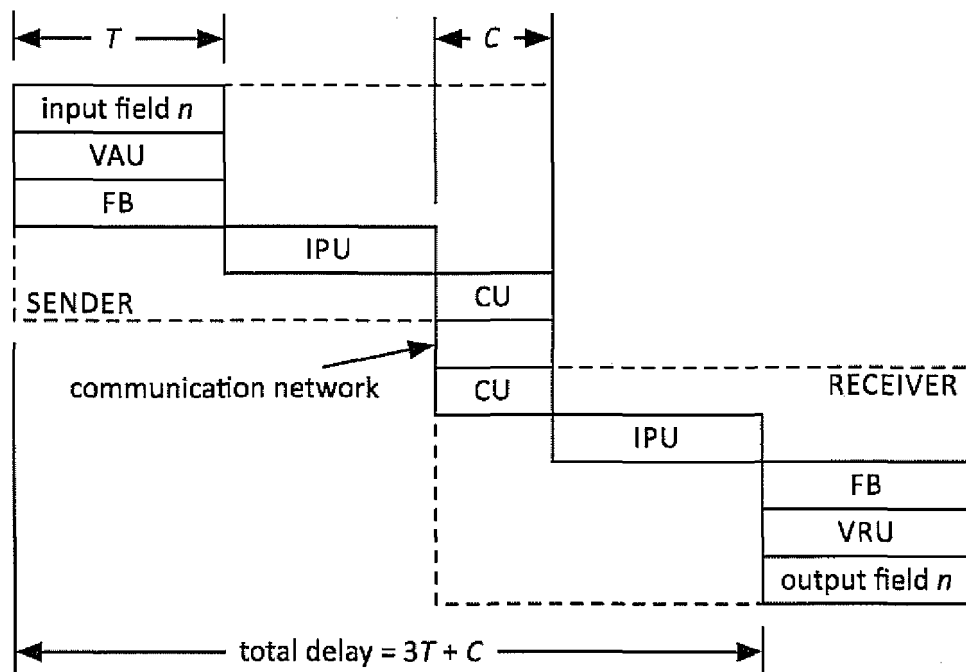 T
C
input field n
VAU
FB
IPU
CU
SENDER
communication network
CU
RECEIVER
IPU
FB
VRU
output field n
total delay = 3T + C